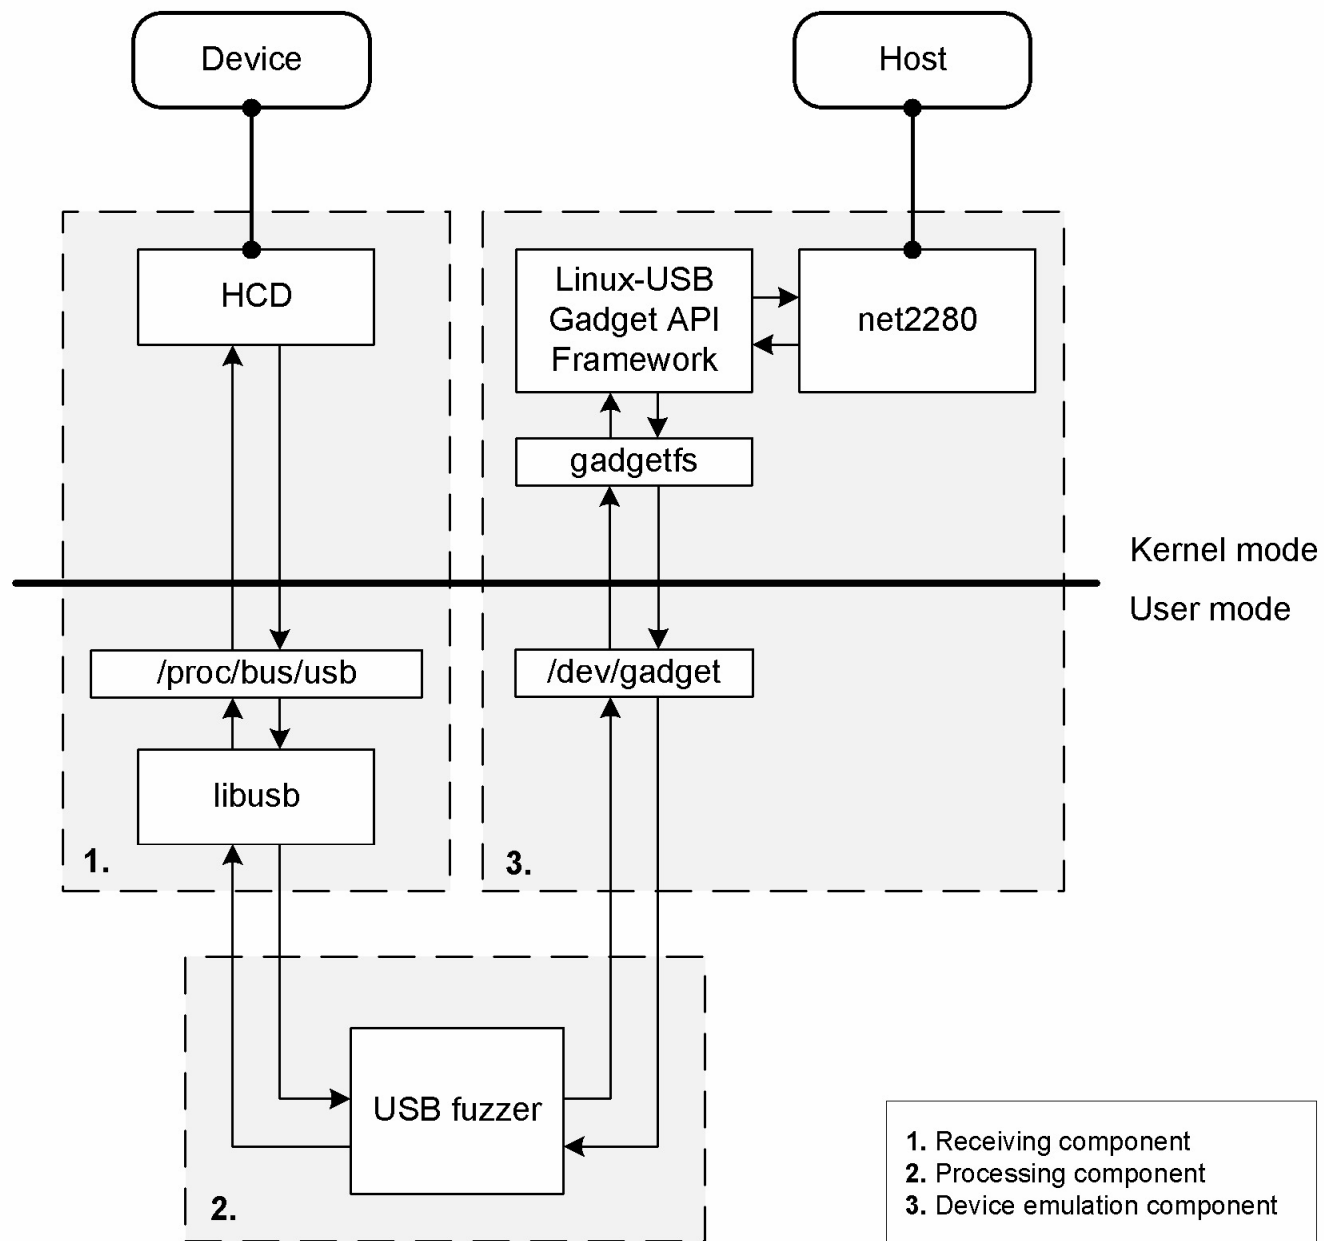 Device
Host
HCD
Linux-USB
Gadget API
Framework
net2280
gadgetfs
Kernel mode
User mode
/proc/bus/usb
/dev/gadget
libusb
1.
3.
USB fuzzer
2.
1. Receiving component
2. Processing component
3. Device emulation component